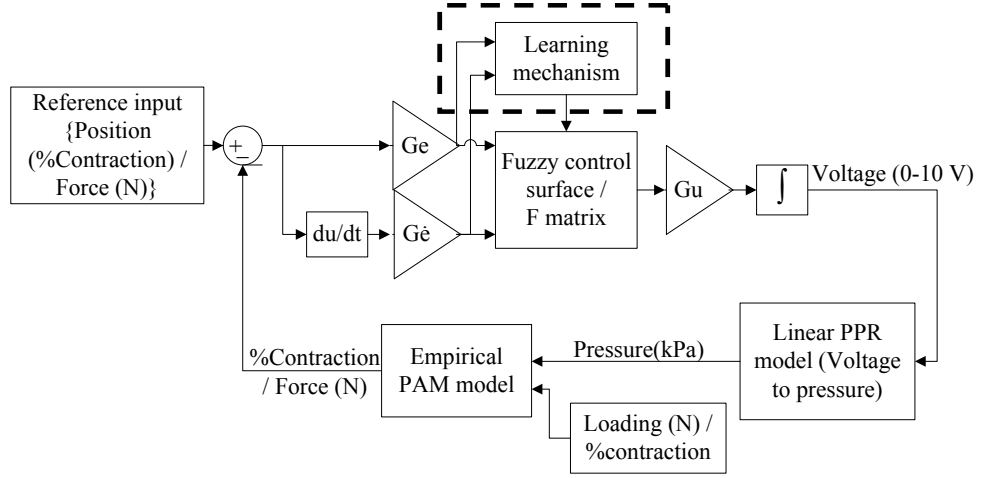 Learning
mechanism
Reference input
{Position
(%Contraction) /
Force (N)}
+
−
Ge
Fuzzy control
surface /
F matrix
Gu
∫
Voltage (0-10 V)
du/dt
Gė
Linear PPR
model (Voltage
to pressure)
Pressure(kPa)
Empirical
PAM model
%Contraction
/ Force (N)
Loading (N) /
%contraction